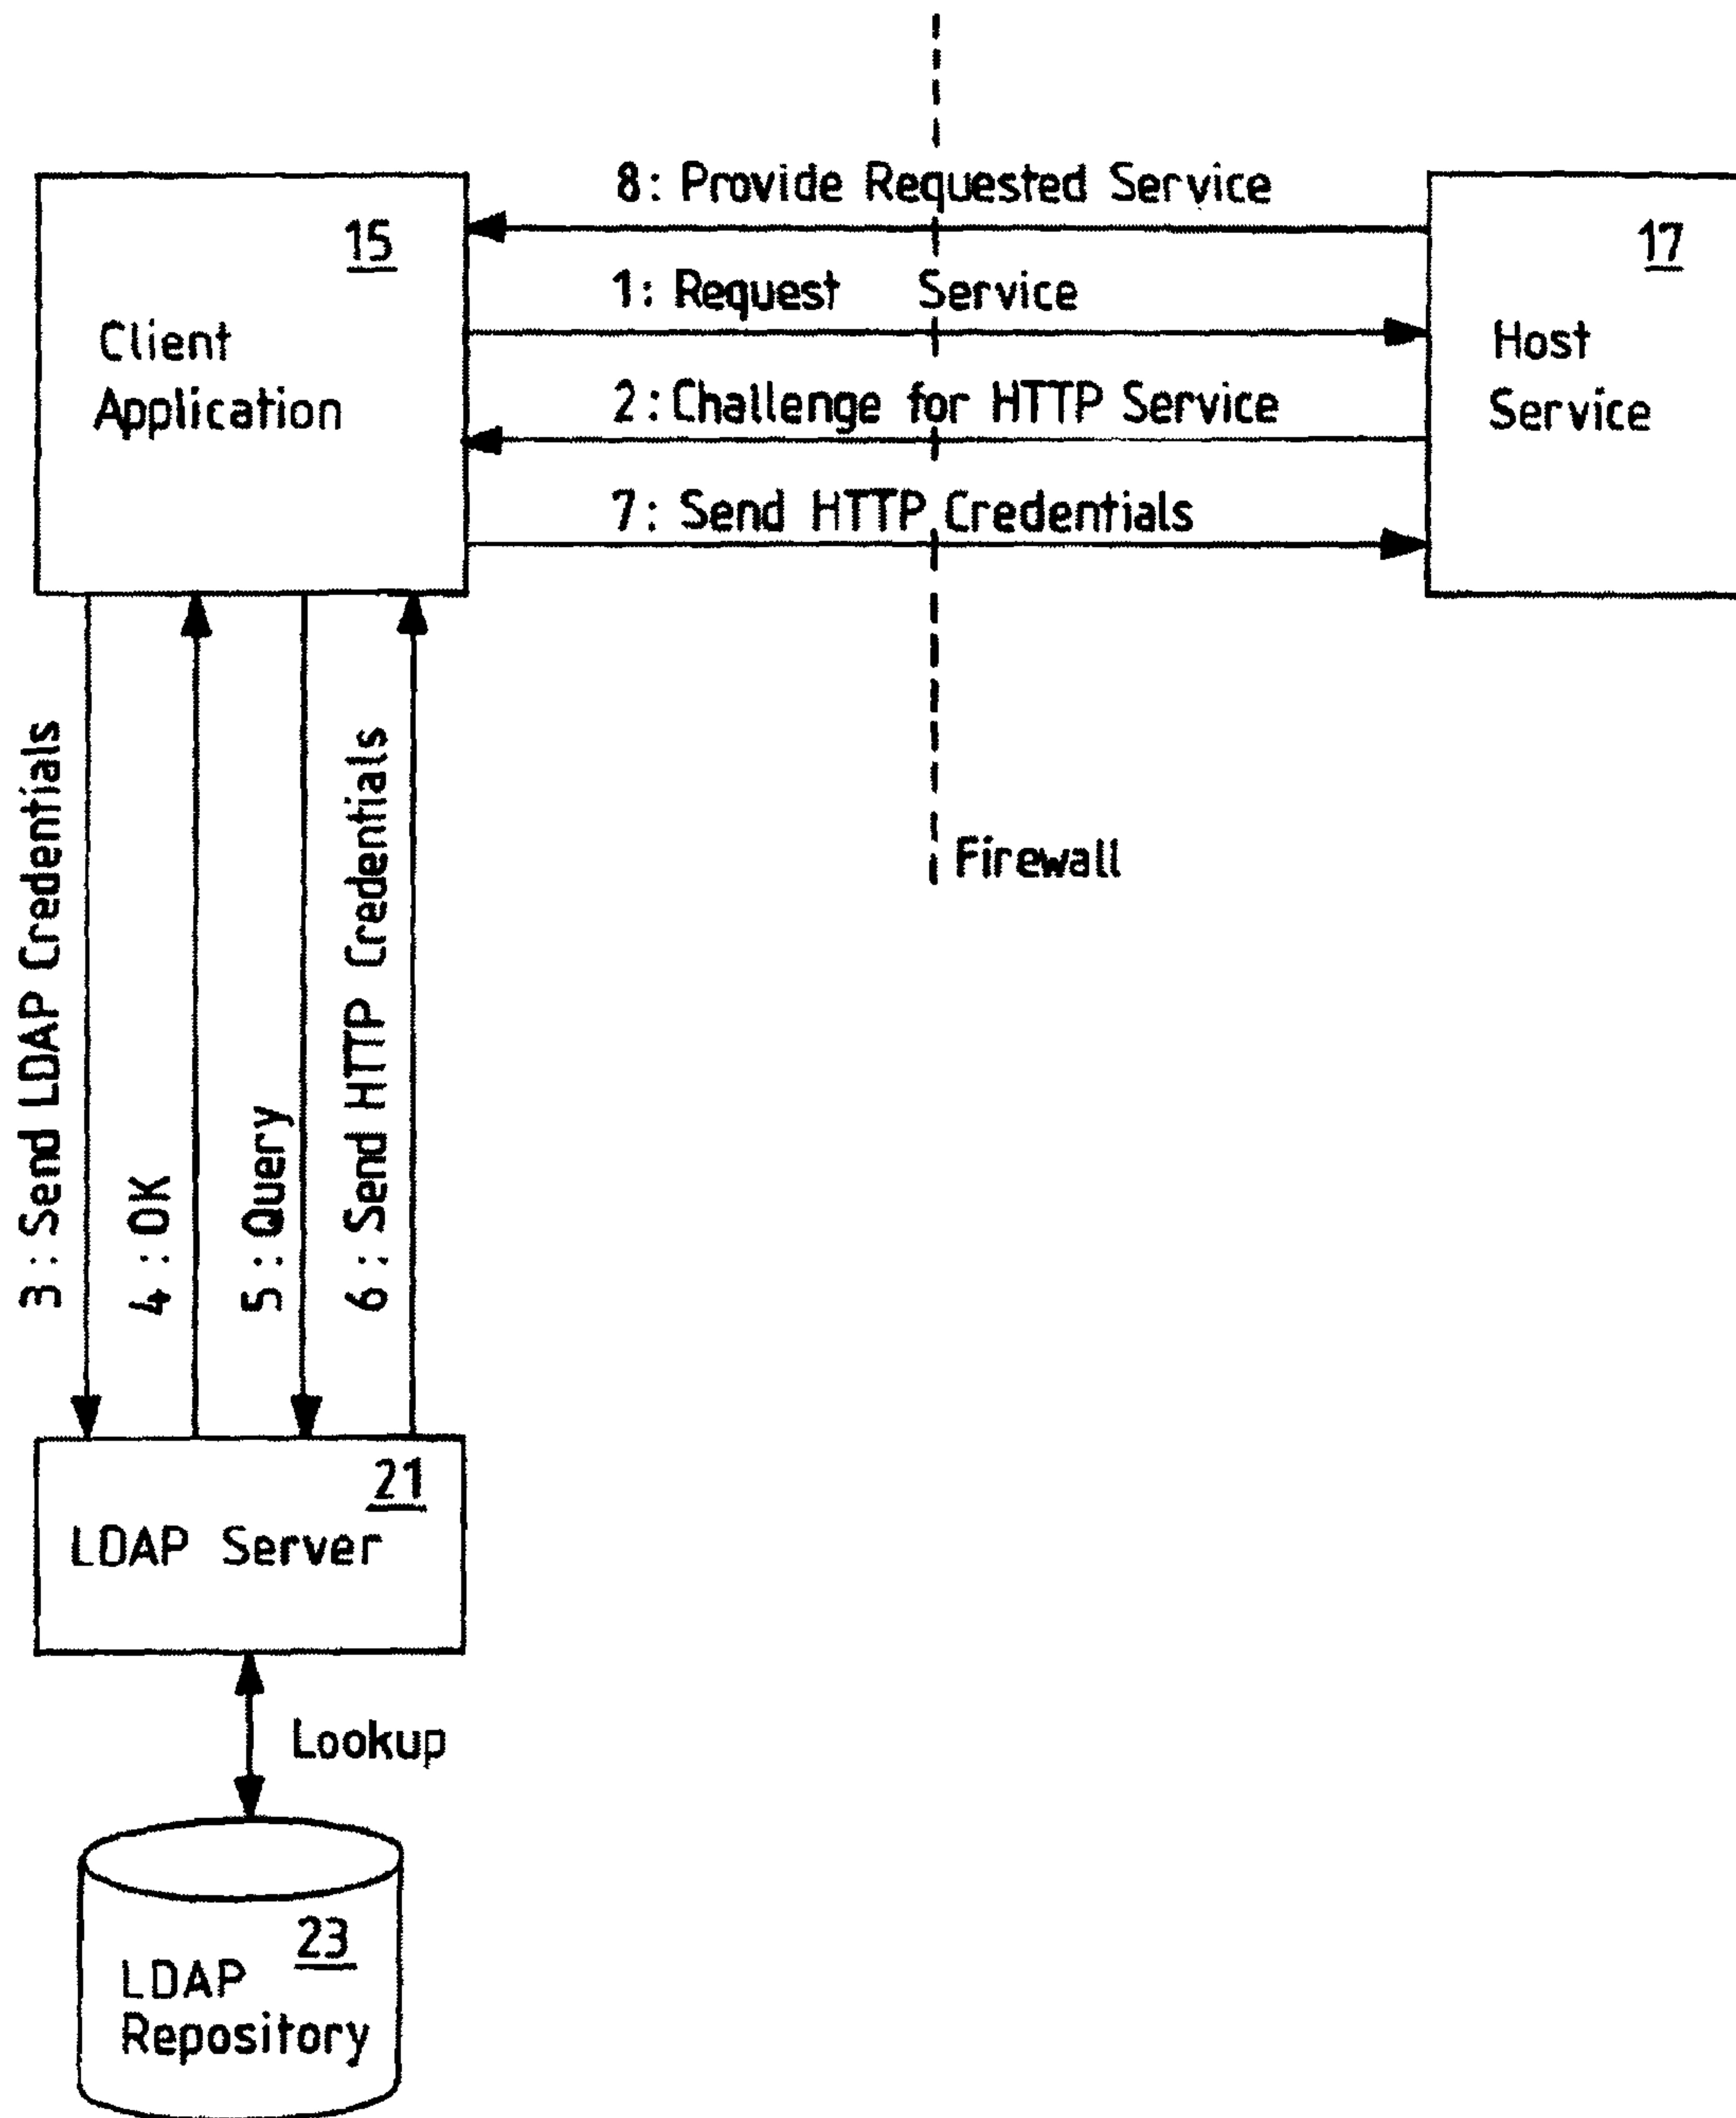 8: Provide Requested Service
15
17
1: Request Service
Client
Application
Host
Service
2: Challenge for HTTP Service
7: Send HTTP Credentials
Firewall
3: Send LDAP Credentials
4: OK
5: Query
6: Send HTTP Credentials
21
LDAP Server
Lookup
23
LDAP
Repository